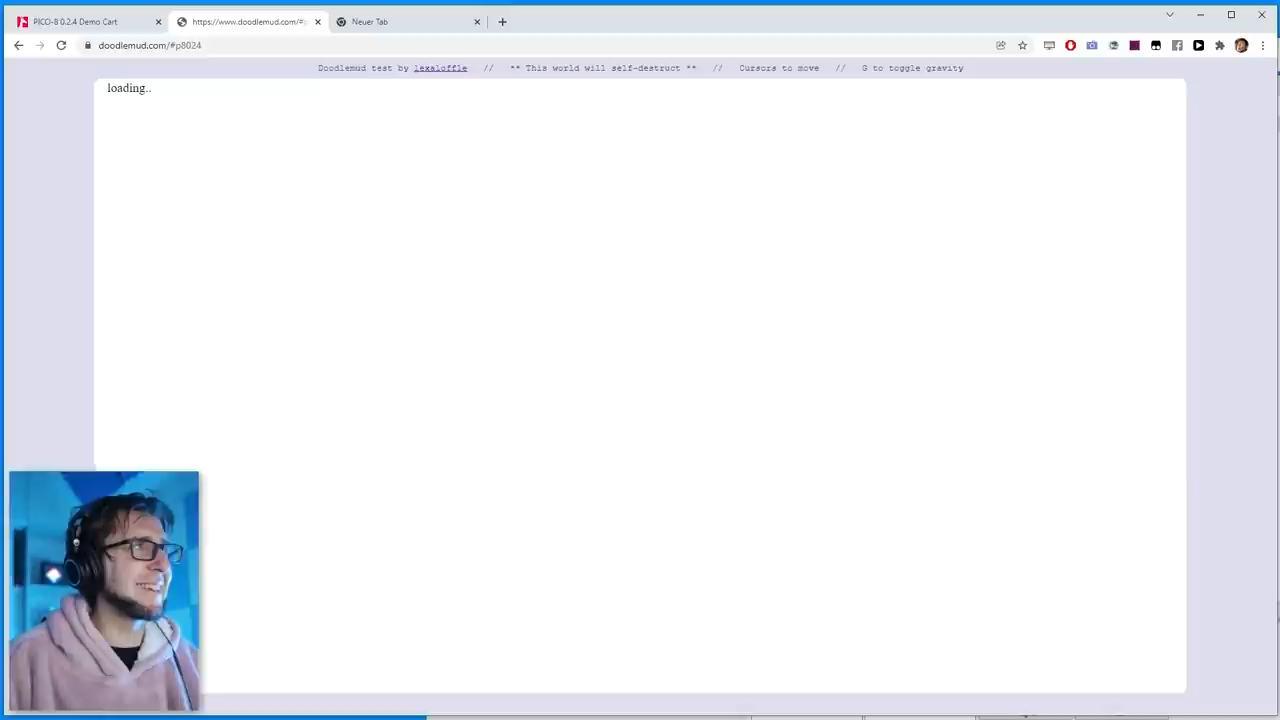 PICO-8 0.2.4 Demo Cart
https://www.doodlemud.com/#p
Neuer Tab
doodlemud.com/#p8024
Doodlemud test by lexaloffle // ** This world will self-destruct ** // Cursors to move // G to toggle gravity
loading..